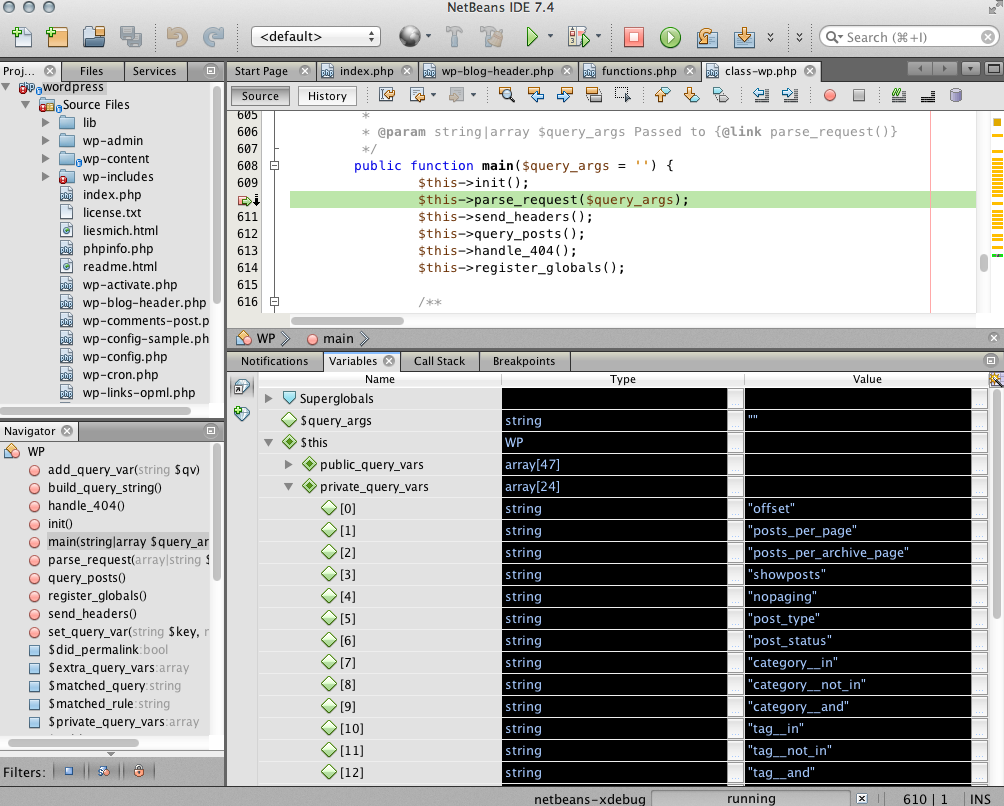 NetBeans IDE 7.4
<default>
Search (⌘+I)
Proj...
Files
Services
wordpress
Source Files
lib
wp-admin
wp-content
wp-includes
index.php
license.txt
liesmich.html
phpinfo.php
readme.html
wp-activate.php
wp-blog-header.php
wp-comments-post.p
wp-config-sample.ph
wp-config.php
wp-cron.php
wp-links-opml.php
Navigator
WP
add_query_var(string $qv)
build_query_string()
handle_404()
init()
main(string|array $query_ar
parse_request(array|string $
query_posts()
register_globals()
send_headers()
set_query_var(string $key,
$did_permalink:bool
$extra_query_vars:array
$matched_query:string
$matched_rule:string
$private_query_vars:array
Filters:
Start Page
index.php
wp-blog-header.php
functions.php
class-wp.php
Source
History
605 *
606 * @param string|array $query_args Passed to {@link parse_request()}
607 */
608 public function main($query_args = '') {
609 $this->init();
$this->parse_request($query_args);
611 $this->send_headers();
612 $this->query_posts();
613 $this->handle_404();
614 $this->register_globals();
615
616 /**
WP
main
Notifications
Variables
Call Stack
Breakpoints
Name Type Value
Superglobals
$query_args string ""
$this WP
public_query_vars array[47]
private_query_vars array[24]
[0] string "offset"
[1] string "posts_per_page"
[2] string "posts_per_archive_page"
[3] string "showposts"
[4] string "nopaging"
[5] string "post_type"
[6] string "post_status"
[7] string "category__in"
[8] string "category__not_in"
[9] string "category__and"
[10] string "tag__in"
[11] string "tag__not_in"
[12] string "tag__and"
netbeans-xdebug
running
610 | 1
INS